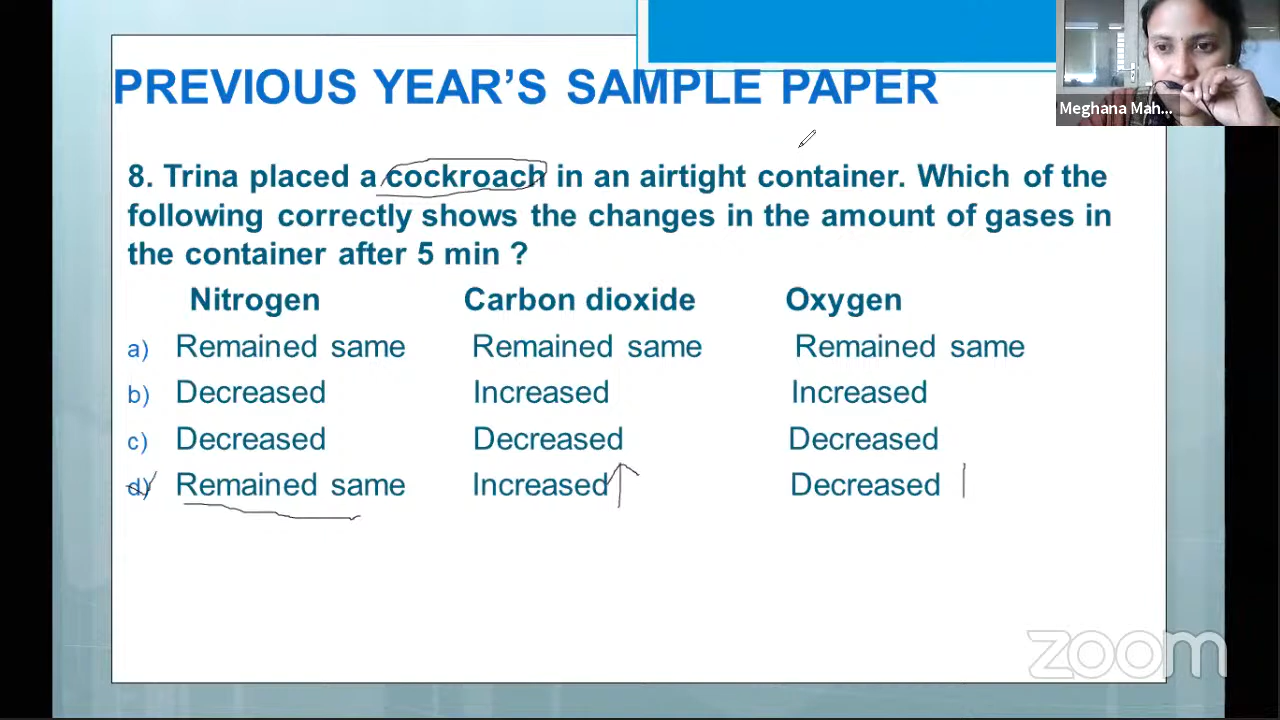 PREVIOUS YEAR’S SAMPLE PAPER
Meghana Mah...
8. Trina placed a cockroach in an airtight container. Which of the
following correctly shows the changes in the amount of gases in
the container after 5 min ?
Nitrogen Carbon dioxide Oxygen
a) Remained same Remained same Remained same
b) Decreased Increased Increased
c) Decreased Decreased Decreased
d) Remained same Increased Decreased
zoom